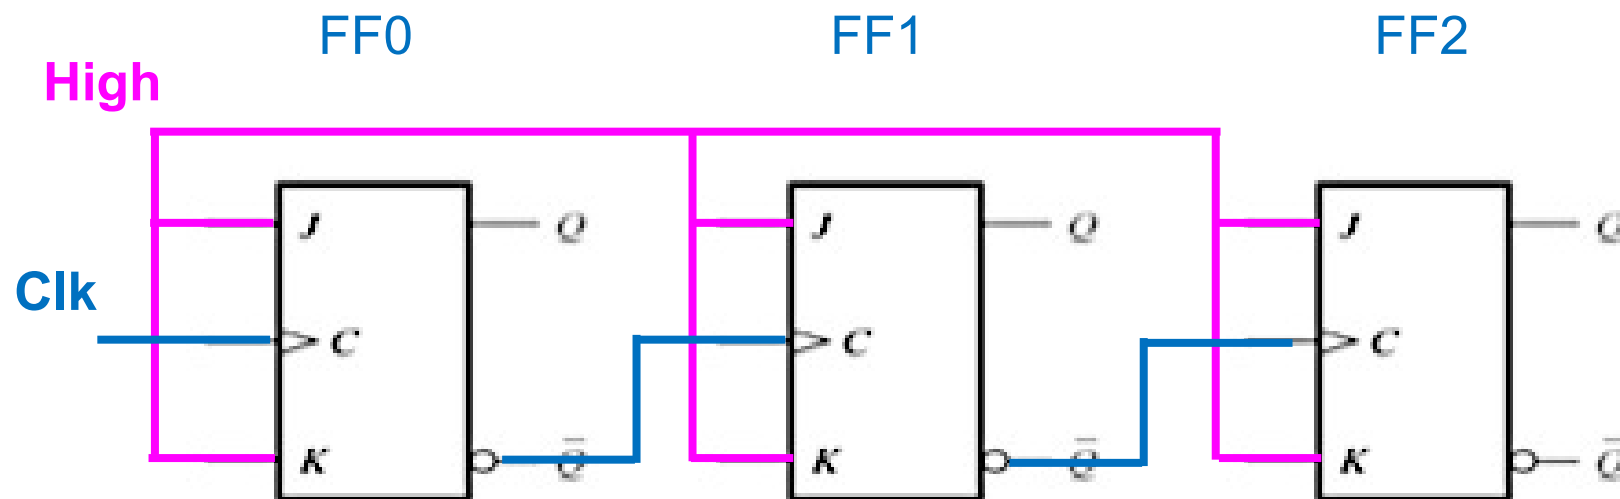 FF0 FF1 FF2
High
J Q J Q J Q
Clk
C C C
K Q̅ K Q̅ K Q̅